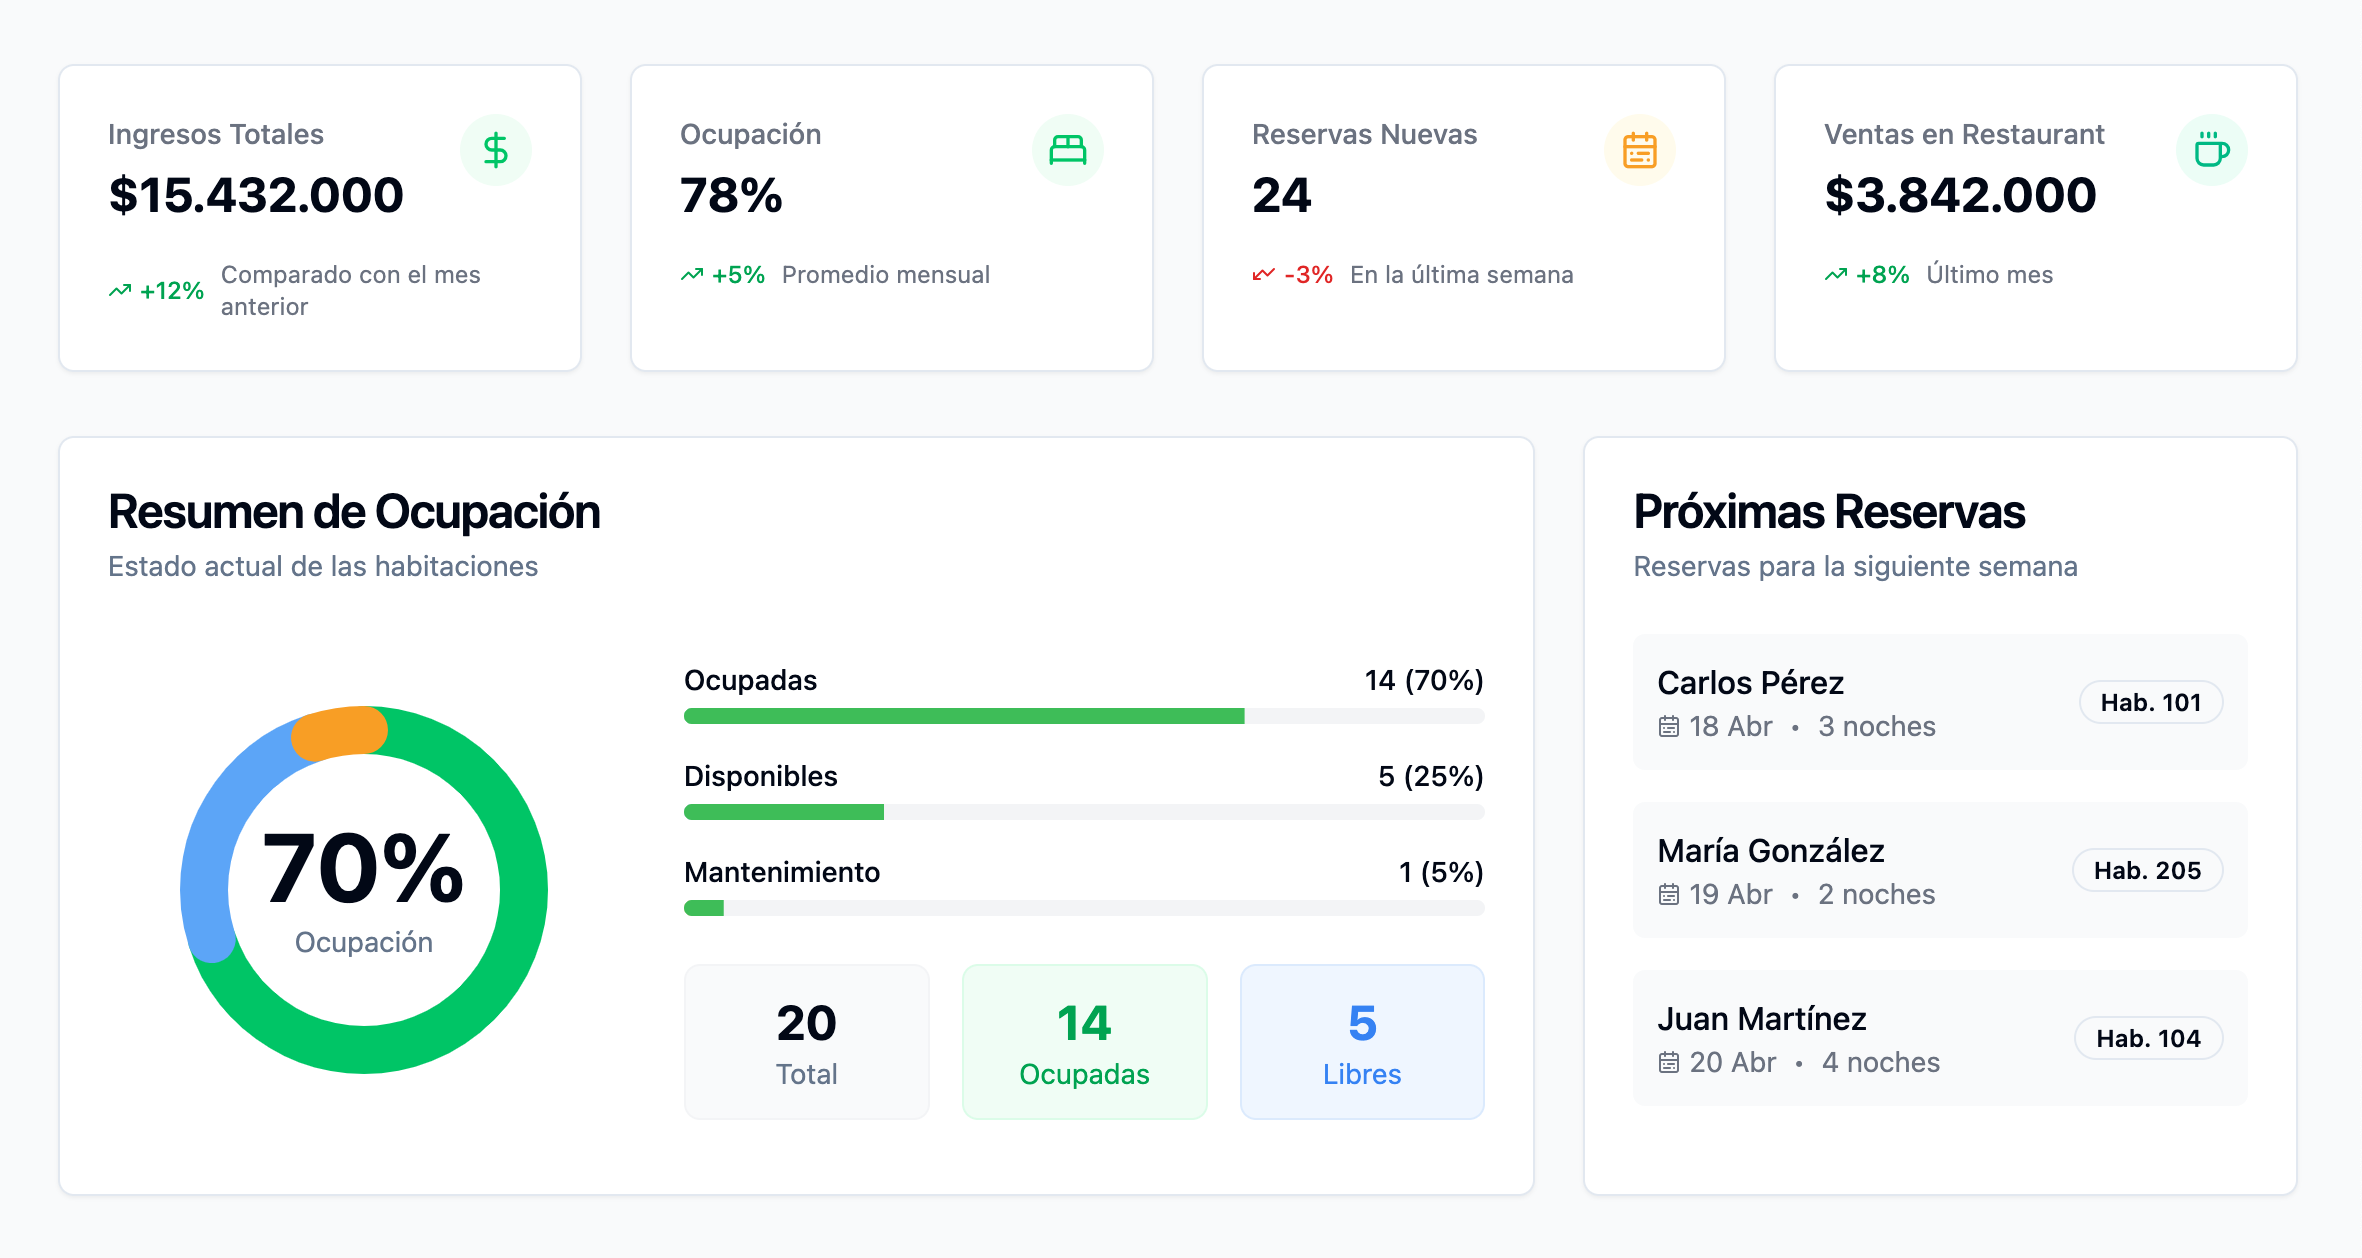 Ingresos Totales
$15.432.000
+12% Comparado con el mes
anterior
Ocupación
78%
+5% Promedio mensual
Reservas Nuevas
24
-3% En la última semana
Ventas en Restaurant
$3.842.000
+8% Último mes
Resumen de Ocupación
Estado actual de las habitaciones
70%
Ocupación
Ocupadas 14 (70%)
Disponibles 5 (25%)
Mantenimiento 1 (5%)
20
Total
14
Ocupadas
5
Libres
Próximas Reservas
Reservas para la siguiente semana
Carlos Pérez
18 Abr • 3 noches
Hab. 101
María González
19 Abr • 2 noches
Hab. 205
Juan Martínez
20 Abr • 4 noches
Hab. 104